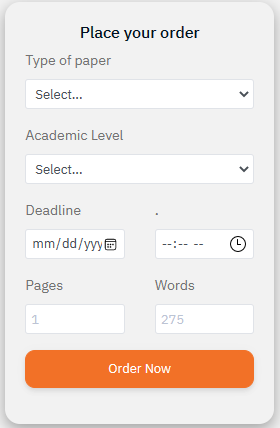 Place your order
Type of paper
Select...
Academic Level
Select...
Deadline .
mm/dd/yyy --:-- --
Pages Words
1 275
Order Now